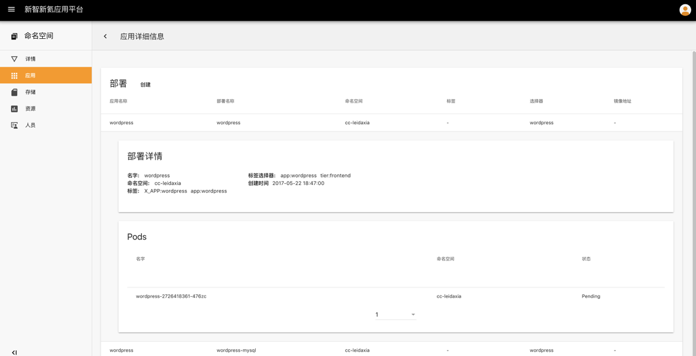 新智新氦应用平台
命名空间
应用详细信息
详情
应用
存储
资源
人员
部署 创建
应用名称 部署名称 命名空间 标签 选择器 镜像地址
wordpress wordpress cc-leidaxia - wordpress -
部署详情
名字: wordpress 标签选择器: app:wordpress tier:frontend
命名空间: cc-leidaxia 创建时间 2017-05-22 18:47:00
标签: X_APP:wordpress app:wordpress
Pods
名字 命名空间 状态
wordpress-2726418361-476zc cc-leidaxia Pending
1
wordpress wordpress-mysql cc-leidaxia - wordpress -